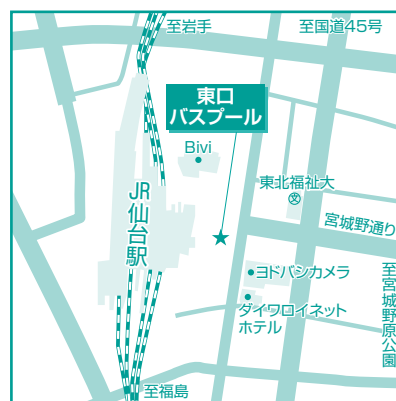 至岩手
至国道45号
東口
バスプール
Bivi
東北福祉大
文
JR仙台駅
宮城野通り
ヨドバシカメラ
ダイワロイネット
ホテル
至宮城野原公園
至福島